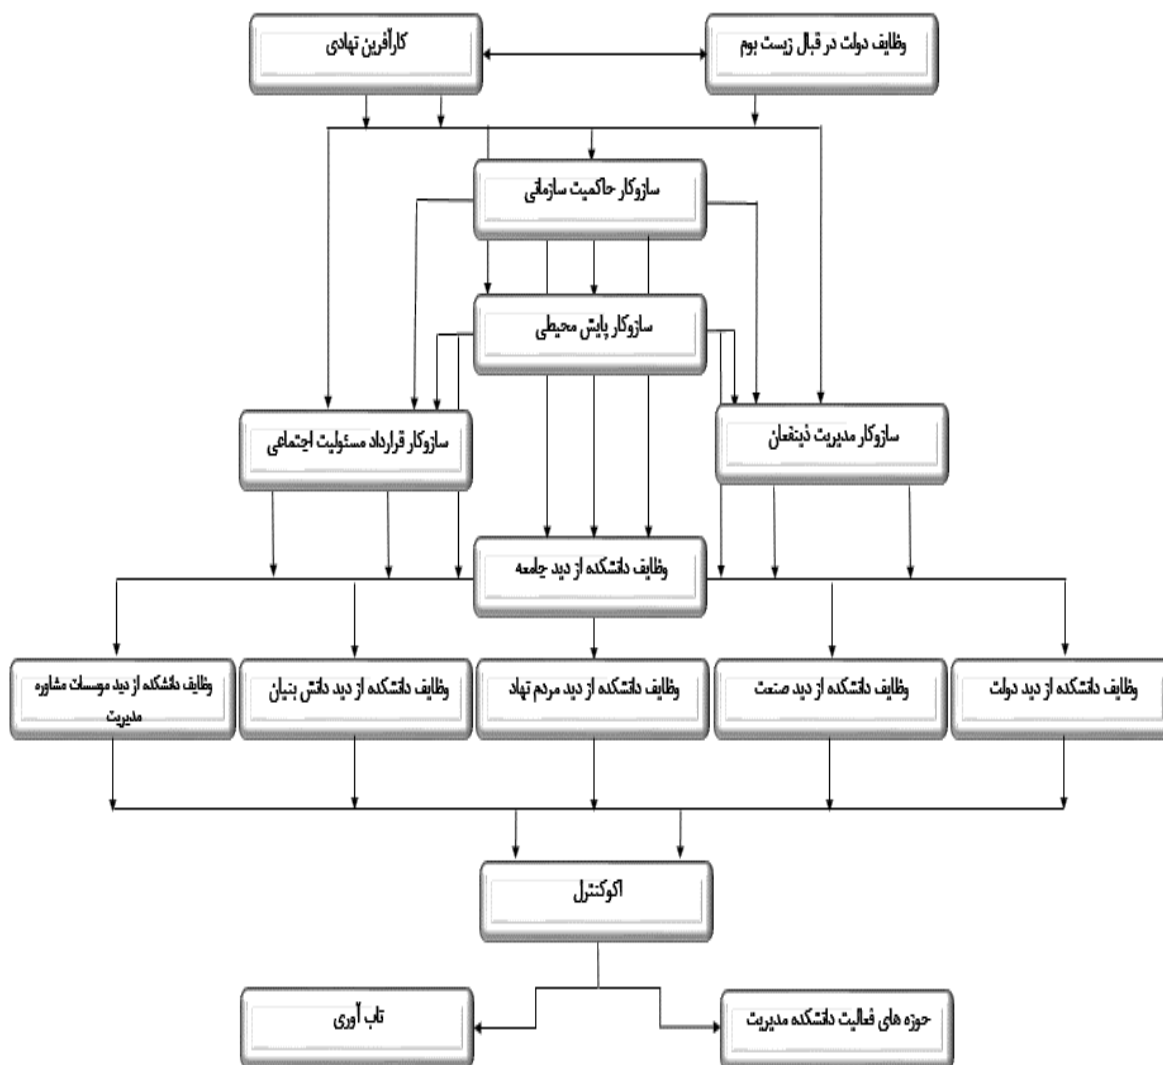 وظایف دولت در قبال زیست بوم
کارآفرین نهادی
سازوکار حاکمیت سازمانی
سازوکار پایش محیطی
سازوکار مدیریت ذینفعان
سازوکار قرارداد مسئولیت اجتماعی
وظایف دانشکده از دید جامعه
وظایف دانشکده از دید دولت
وظایف دانشکده از دید صنعت
وظایف دانشکده از دید مردم نهاد
وظایف دانشکده از دید دانش بنیان
وظایف دانشکده از دید موسسات مشاوره
مدیریت
اکوکنترل
حوزه های فعالیت دانشکده مدیریت
تاب آوری